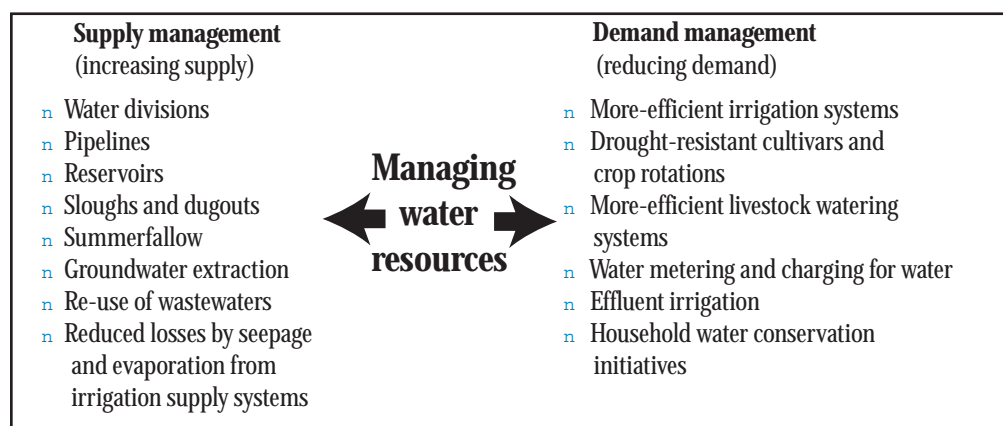 Supply management
(increasing supply)
n Water divisions
n Pipelines
n Reservoirs
n Sloughs and dugouts
n Summerfallow
n Groundwater extraction
n Re-use of wastewaters
n Reduced losses by seepage
and evaporation from
irrigation supply systems
Managing
water
resources
Demand management
(reducing demand)
n More-efficient irrigation systems
n Drought-resistant cultivars and
crop rotations
n More-efficient livestock watering
systems
n Water metering and charging for water
n Effluent irrigation
n Household water conservation
initiatives